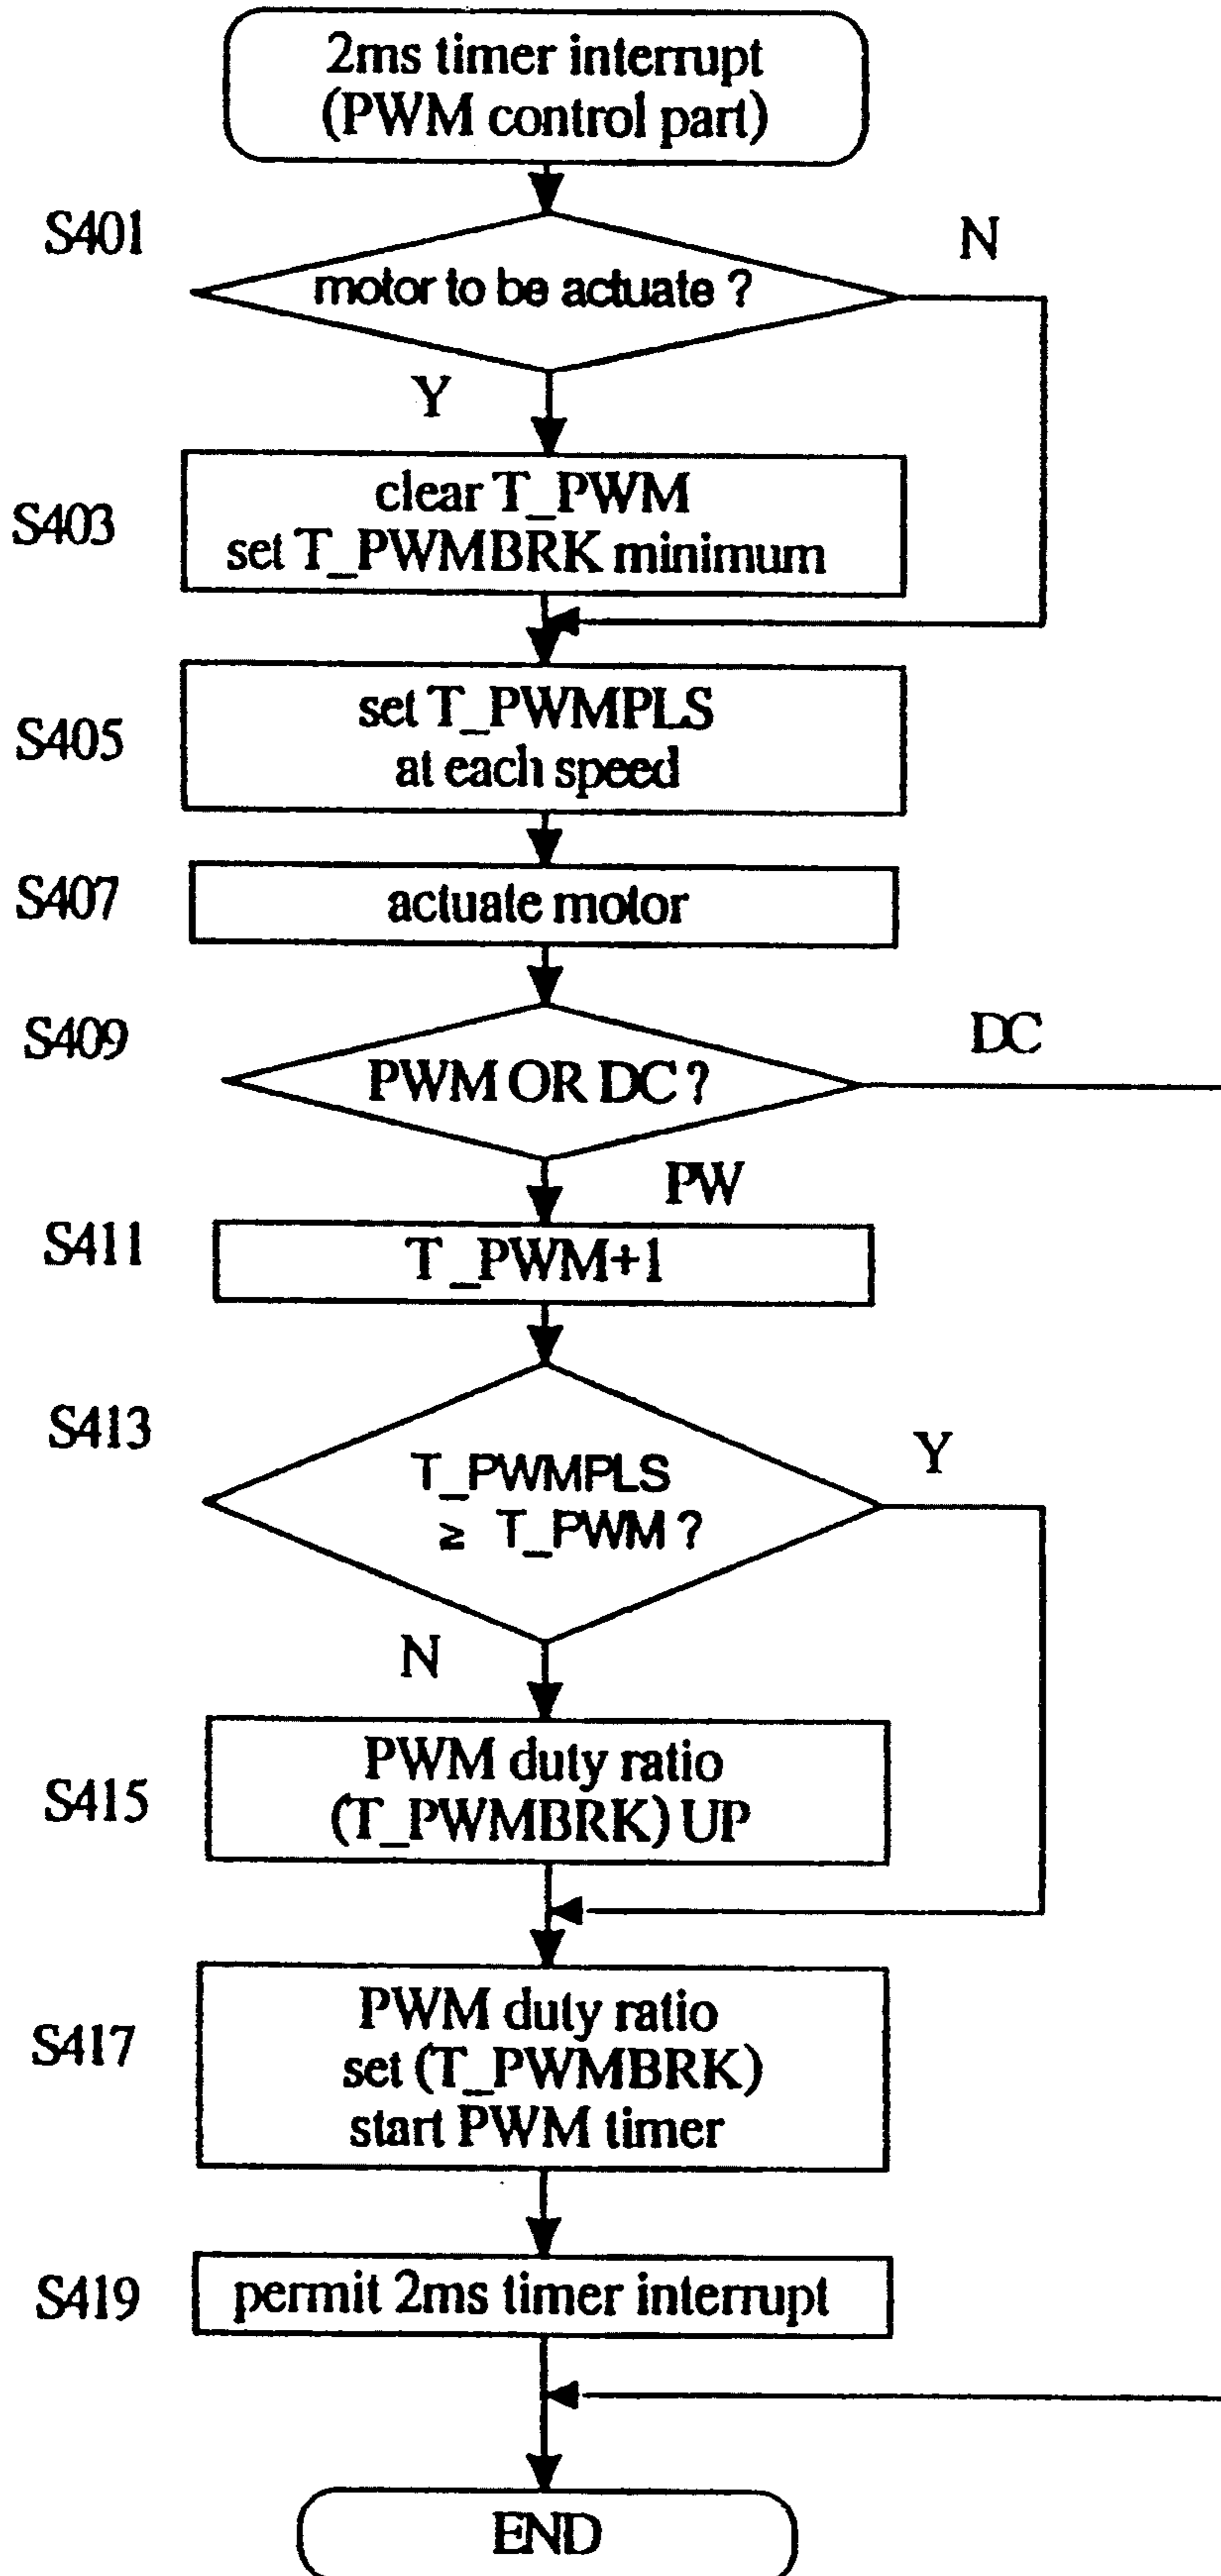 2ms timer interrupt
(PWM control part)
S401
N
motor to be actuate ?
Y
S403
clear T_PWM
set T_PWMBRK minimum
S405
set T_PWMPLS
at each speed
S407
actuate motor
S409
DC
PWM OR DC ?
PW
S411
T_PWM+1
S413
Y
T_PWMPLS
≥ T_PWM ?
N
S415
PWM duty ratio
(T_PWMBRK) UP
S417
PWM duty ratio
set (T_PWMBRK)
start PWM timer
S419
permit 2ms timer interrupt
END